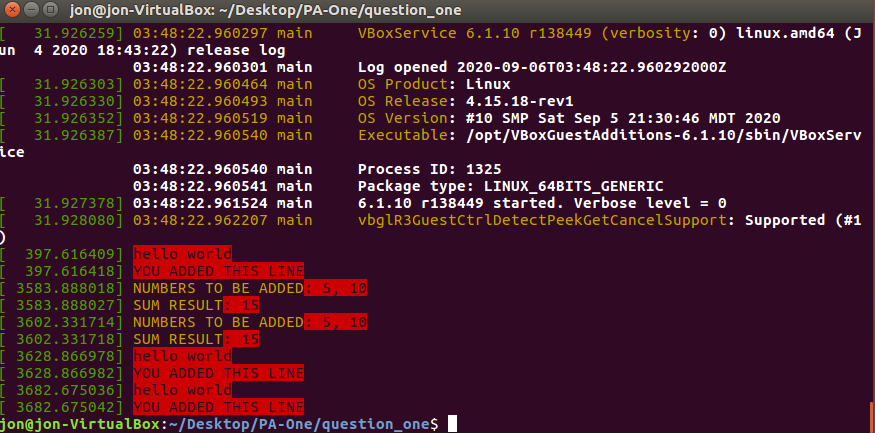 jon@jon-VirtualBox: ~/Desktop/PA-One/question_one
[   31.926259] 03:48:22.960297 main     VBoxService 6.1.10 r138449 (verbosity: 0) linux.amd64 (J
un  4 2020 18:43:22) release log
                03:48:22.960301 main     Log opened 2020-09-06T03:48:22.960292000Z
[   31.926303] 03:48:22.960464 main     OS Product: Linux
[   31.926330] 03:48:22.960493 main     OS Release: 4.15.18-rev1
[   31.926352] 03:48:22.960519 main     OS Version: #10 SMP Sat Sep 5 21:30:46 MDT 2020
[   31.926387] 03:48:22.960540 main     Executable: /opt/VBoxGuestAdditions-6.1.10/sbin/VBoxServ
ice
                03:48:22.960540 main     Process ID: 1325
                03:48:22.960541 main     Package type: LINUX_64BITS_GENERIC
[   31.927378] 03:48:22.961524 main     6.1.10 r138449 started. Verbose level = 0
[   31.928080] 03:48:22.962207 main     vbglR3GuestCtrlDetectPeekGetCancelSupport: Supported (#1
)
[  397.616409] hello world
[  397.616418] YOU ADDED THIS LINE
[ 3583.888018] NUMBERS TO BE ADDED: 5, 10
[ 3583.888027] SUM RESULT: 15
[ 3602.331714] NUMBERS TO BE ADDED: 5, 10
[ 3602.331718] SUM RESULT: 15
[ 3628.866978] hello world
[ 3628.866982] YOU ADDED THIS LINE
[ 3682.675036] hello world
[ 3682.675042] YOU ADDED THIS LINE
jon@jon-VirtualBox:~/Desktop/PA-One/question_one$